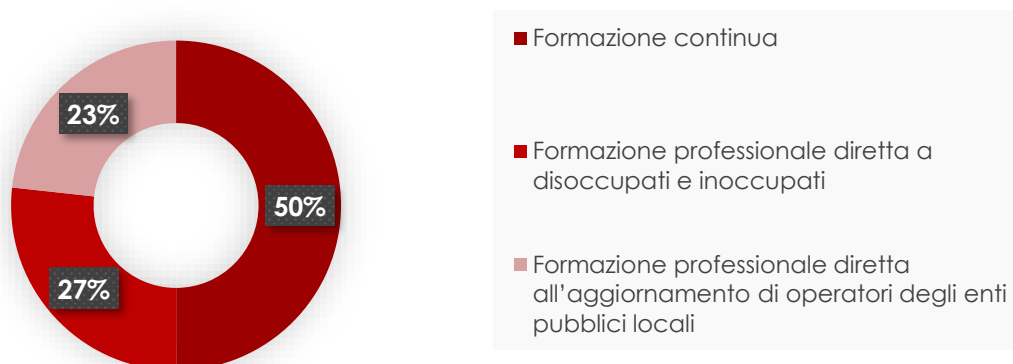 23%
50%
27%
Formazione continua
Formazione professionale diretta a
disoccupati e inoccupati
Formazione professionale diretta
all’aggiornamento di operatori degli enti
pubblici locali